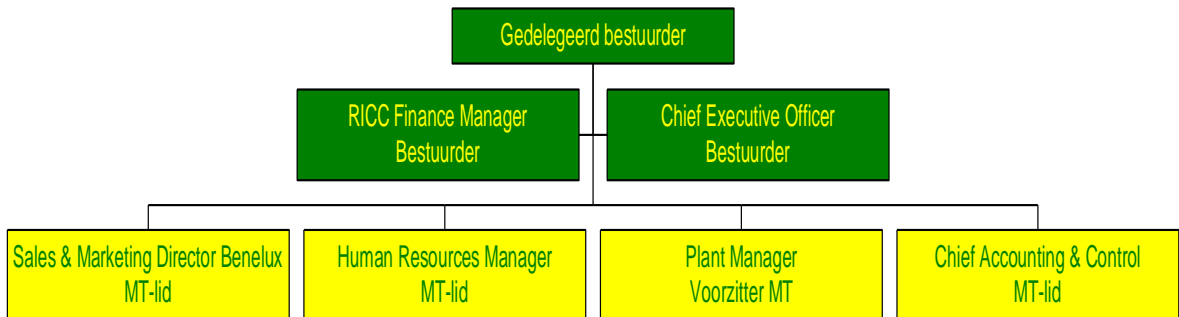 Gedelegeerd bestuurder
RICC Finance Manager
Bestuurder
Chief Executive Officer
Bestuurder
Sales & Marketing Director Benelux
MT-lid
Human Resources Manager
MT-lid
Plant Manager
Voorzitter MT
Chief Accounting & Control
MT-lid